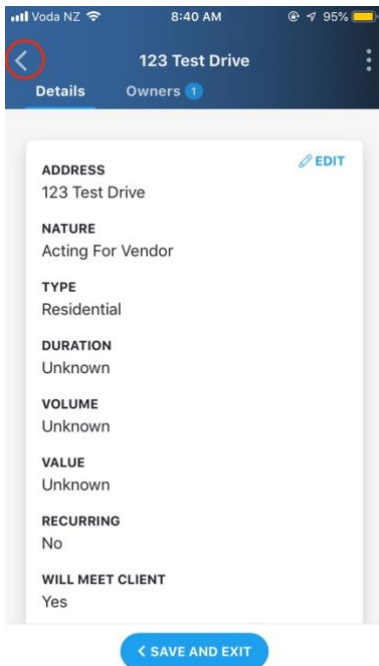 Voda NZ 8:40 AM 95%
123 Test Drive
Details Owners 1
EDIT
ADDRESS
123 Test Drive
NATURE
Acting For Vendor
TYPE
Residential
DURATION
Unknown
VOLUME
Unknown
VALUE
Unknown
RECURRING
No
WILL MEET CLIENT
Yes
SAVE AND EXIT